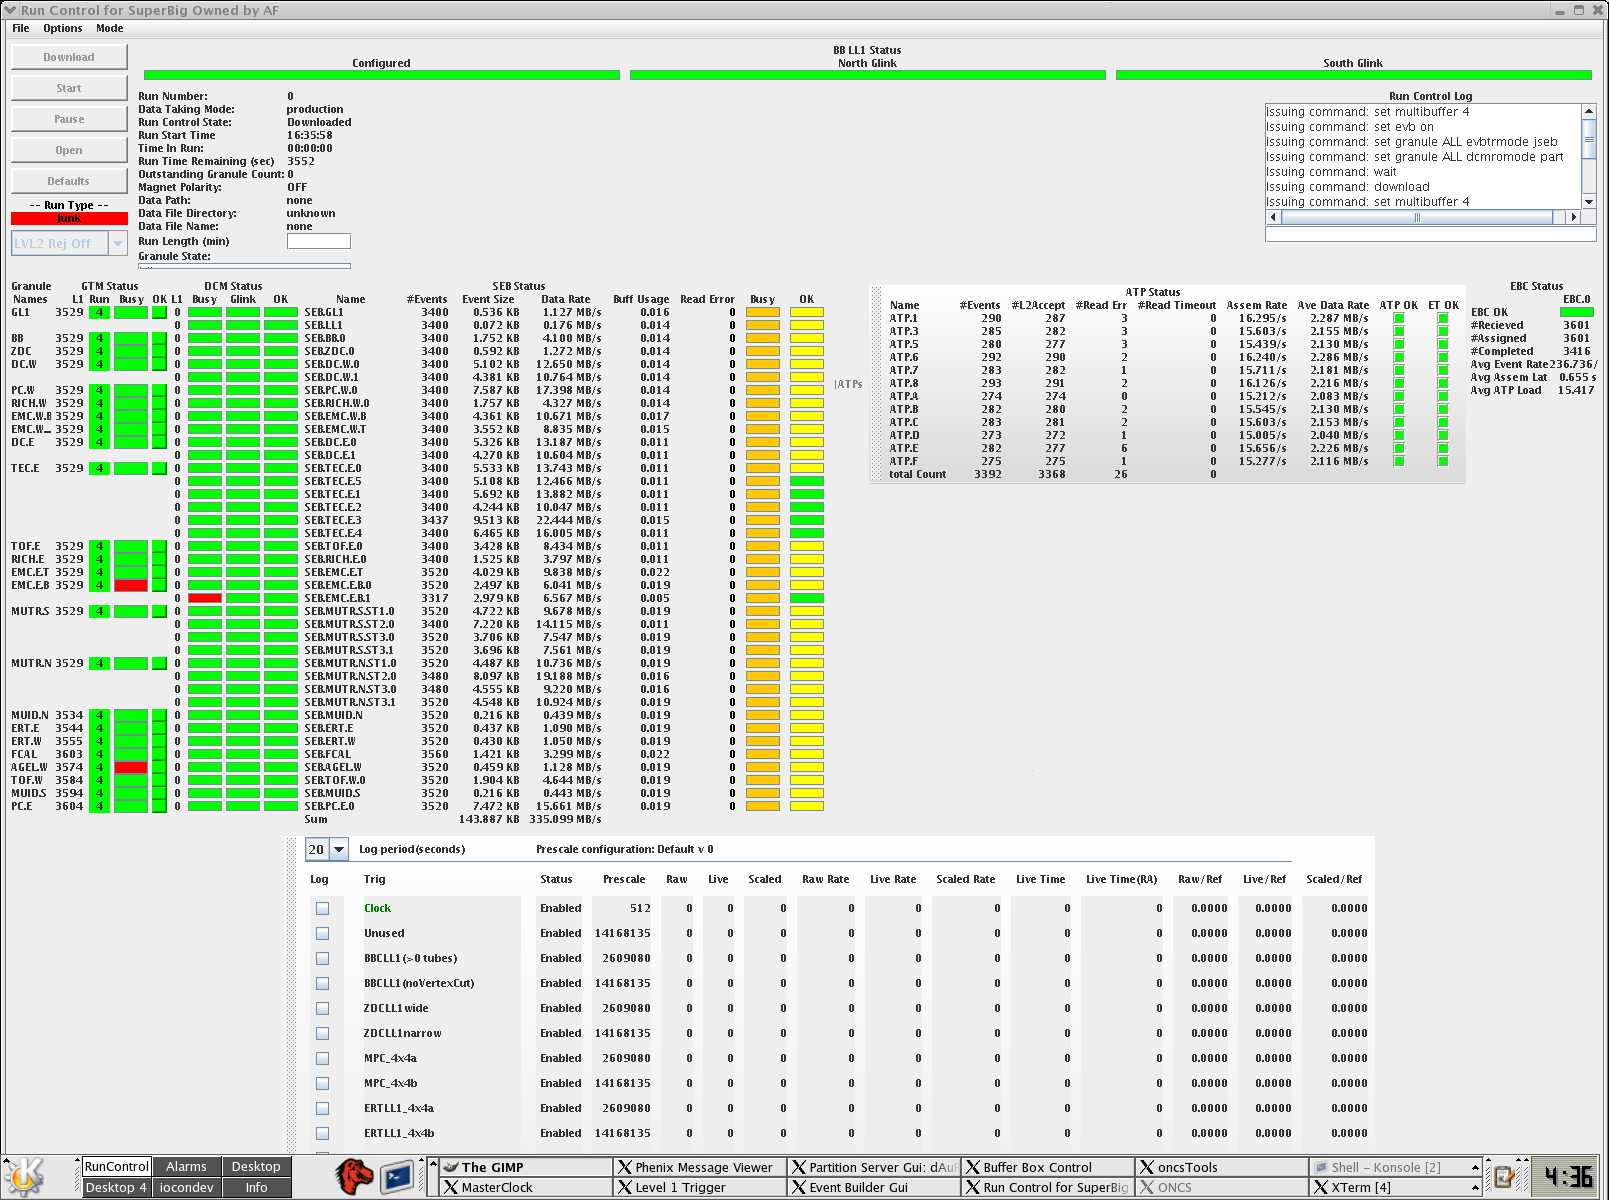 Run Control for SuperBig Owned by AF
File Options Mode
Download
Start
Pause
Open
Defaults
-- Run Type --
Junk
LVL2 Rej Off
BB LL1 Status
Configured North Glink South Glink
Run Number: 0
Data Taking Mode: production
Run Control State: Downloaded
Run Start Time 16:35:58
Time In Run: 00:00:00
Run Time Remaining (sec) 3552
Outstanding Granule Count: 0
Magnet Polarity: OFF
Data Path: none
Data File Directory: unknown
Data File Name: none
Run Length (min)
Granule State:
Run Control Log
Issuing command: set multibuffer 4
Issuing command: set evb on
Issuing command: set granule ALL evbtrmode jseb
Issuing command: set granule ALL dcmromode part
Issuing command: wait
Issuing command: download
Issuing command: set multibuffer 4
Granule GTM Status DCM Status SEB Status
Names L1 Run Busy OK L1 Busy Glink OK Name #Events Event Size Data Rate Buff Usage Read Error Busy OK
GL1 3529 4 0 SEB.GL1 3400 0.536 KB 1.127 MB/s 0.016 0
0 SEB.LL1 3400 0.072 KB 0.176 MB/s 0.014 0
BB 3529 4 0 SEB.BB.0 3400 1.752 KB 4.100 MB/s 0.014 0
ZDC 3529 4 0 SEB.ZDC.0 3400 0.592 KB 1.272 MB/s 0.014 0
DC.W 3529 4 0 SEB.DC.W.0 3400 5.102 KB 12.650 MB/s 0.014 0
0 SEB.DC.W.1 3400 4.381 KB 10.764 MB/s 0.014 0
PC.W 3529 4 0 SEB.PC.W.0 3400 7.587 KB 17.398 MB/s 0.014 0
RICH.W 3529 4 0 SEB.RICH.W.0 3400 1.757 KB 4.327 MB/s 0.014 0
EMC.W.B 3529 4 0 SEB.EMC.W.B 3400 4.361 KB 10.671 MB/s 0.017 0
EMC.W... 3529 4 0 SEB.EMC.W.T 3400 3.552 KB 8.835 MB/s 0.015 0
DC.E 3529 4 0 SEB.DC.E.0 3400 5.326 KB 13.187 MB/s 0.011 0
0 SEB.DC.E.1 3400 4.270 KB 10.604 MB/s 0.011 0
TEC.E 3529 4 0 SEB.TEC.E.0 3400 5.533 KB 13.743 MB/s 0.011 0
0 SEB.TEC.E.5 3400 5.108 KB 12.466 MB/s 0.011 0
0 SEB.TEC.E.1 3400 5.692 KB 13.882 MB/s 0.011 0
0 SEB.TEC.E.2 3400 4.244 KB 10.047 MB/s 0.011 0
0 SEB.TEC.E.3 3437 9.513 KB 22.444 MB/s 0.015 0
0 SEB.TEC.E.4 3400 6.465 KB 16.005 MB/s 0.011 0
TOF.E 3529 4 0 SEB.TOF.E.0 3400 3.428 KB 8.434 MB/s 0.011 0
RICH.E 3529 4 0 SEB.RICH.E.0 3400 1.525 KB 3.797 MB/s 0.011 0
EMC.E.T 3529 4 0 SEB.EMC.E.T 3520 4.029 KB 9.838 MB/s 0.022 0
EMC.E.B 3529 4 0 SEB.EMC.E.B.0 3520 2.497 KB 6.041 MB/s 0.019 0
0 SEB.EMC.E.B.1 3317 2.979 KB 6.567 MB/s 0.005 0
MUTR.S 3529 4 0 SEB.MUTR.S.ST1.0 3520 4.722 KB 9.678 MB/s 0.019 0
0 SEB.MUTR.S.ST2.0 3400 7.220 KB 14.115 MB/s 0.011 0
0 SEB.MUTR.S.ST3.0 3520 3.706 KB 7.547 MB/s 0.019 0
0 SEB.MUTR.S.ST3.1 3520 3.696 KB 7.561 MB/s 0.019 0
MUTR.N 3529 4 0 SEB.MUTR.N.ST1.0 3520 4.487 KB 10.736 MB/s 0.019 0
0 SEB.MUTR.N.ST2.0 3480 8.097 KB 19.188 MB/s 0.016 0
0 SEB.MUTR.N.ST3.0 3480 4.555 KB 9.220 MB/s 0.016 0
0 SEB.MUTR.N.ST3.1 3520 4.548 KB 10.924 MB/s 0.019 0
MUID.N 3534 4 0 SEB.MUID.N 3520 0.216 KB 0.439 MB/s 0.019 0
ERT.E 3544 4 0 SEB.ERT.E 3520 0.437 KB 1.090 MB/s 0.019 0
ERT.W 3555 4 0 SEB.ERT.W 3520 0.430 KB 1.050 MB/s 0.019 0
FCAL 3603 4 0 SEB.FCAL 3560 1.421 KB 3.299 MB/s 0.022 0
AGEL.W 3574 4 0 SEB.AGEL.W 3520 0.459 KB 1.128 MB/s 0.019 0
TOF.W 3584 4 0 SEB.TOF.W.0 3520 1.904 KB 4.644 MB/s 0.019 0
MUID.S 3594 4 0 SEB.MUID.S 3520 0.216 KB 0.443 MB/s 0.019 0
PC.E 3604 4 0 SEB.PC.E.0 3520 7.472 KB 15.661 MB/s 0.019 0
Sum 143.887 KB 335.099 MB/s
ATPs
ATP Status
Name #Events #L2Accept #Read Err #Read Timeout Assem Rate Ave Data Rate ATP OK ET OK
ATP.1 290 287 3 0 16.295/s 2.287 MB/s
ATP.3 285 282 3 0 15.603/s 2.155 MB/s
ATP.5 280 277 3 0 15.439/s 2.130 MB/s
ATP.6 292 290 2 0 16.240/s 2.286 MB/s
ATP.7 283 282 1 0 15.711/s 2.181 MB/s
ATP.8 293 291 2 0 16.126/s 2.216 MB/s
ATP.A 274 274 0 0 15.212/s 2.083 MB/s
ATP.B 282 280 2 0 15.545/s 2.130 MB/s
ATP.C 283 281 2 0 15.603/s 2.153 MB/s
ATP.D 273 272 1 0 15.005/s 2.040 MB/s
ATP.E 282 277 6 0 15.656/s 2.226 MB/s
ATP.F 275 275 1 0 15.277/s 2.116 MB/s
total Count 3392 3368 26 0
EBC Status
EBC.0
EBC OK
#Recieved 3601
#Assigned 3601
#Completed 3416
Avg Event Rate 236.736/
Avg Assem Lat 0.655 s
Avg ATP Load 15.417
20 Log period(seconds) Prescale configuration: Default v 0
Log Trig Status Prescale Raw Live Scaled Raw Rate Live Rate Scaled Rate Live Time Live Time(RA) Raw/Ref Live/Ref Scaled/Ref
Clock Enabled 512 0 0 0 0 0 0 0 0 0.0000 0.0000 0.0000
Unused Enabled 14168135 0 0 0 0 0 0 0 0 0.0000 0.0000 0.0000
BBCLL1(>0 tubes) Enabled 2609080 0 0 0 0 0 0 0 0 0.0000 0.0000 0.0000
BBCLL1(noVertexCut) Enabled 14168135 0 0 0 0 0 0 0 0 0.0000 0.0000 0.0000
ZDCLL1wide Enabled 2609080 0 0 0 0 0 0 0 0 0.0000 0.0000 0.0000
ZDCLL1narrow Enabled 14168135 0 0 0 0 0 0 0 0 0.0000 0.0000 0.0000
MPC_4x4a Enabled 2609080 0 0 0 0 0 0 0 0 0.0000 0.0000 0.0000
MPC_4x4b Enabled 14168135 0 0 0 0 0 0 0 0 0.0000 0.0000 0.0000
ERTLL1_4x4a Enabled 2609080 0 0 0 0 0 0 0 0 0.0000 0.0000 0.0000
ERTLL1_4x4b Enabled 14168135 0 0 0 0 0 0 0 0 0.0000 0.0000 0.0000
RunControl Alarms Desktop The GIMP Phenix Message Viewer Partition Server Gui: dAu Buffer Box Control oncsTools Shell - Konsole [2]
Desktop 4 iocondev Info MasterClock Level 1 Trigger Event Builder Gui Run Control for SuperBig ONCS XTerm [4]
4:36